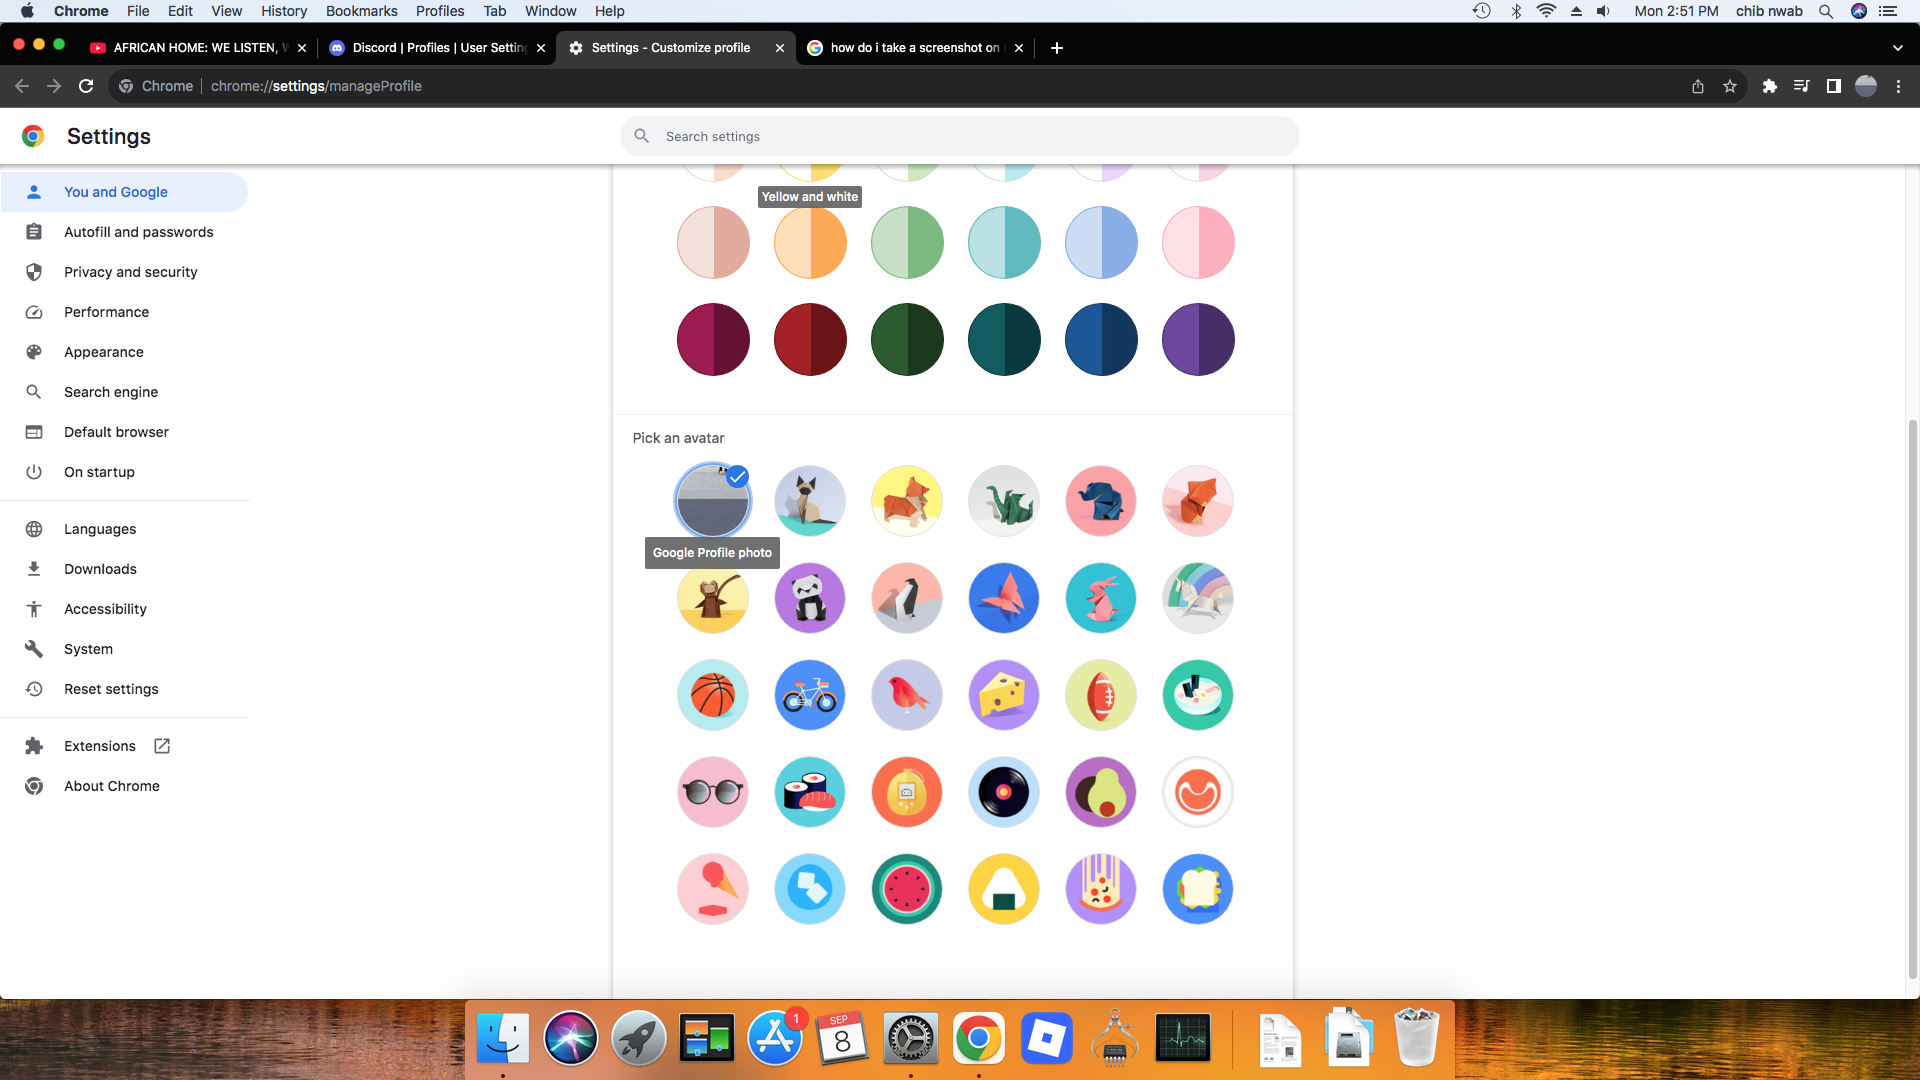 Chrome File Edit View History Bookmarks Profiles Tab Window Help Mon 2:51 PM chib nwab
AFRICAN HOME: WE LISTEN, Discord | Profiles | User Settin Settings - Customize profile how do i take a screenshot on
Chrome chrome://settings/manageProfile
Settings
Search settings
You and Google
Autofill and passwords
Privacy and security
Performance
Appearance
Search engine
Default browser
On startup
Languages
Downloads
Accessibility
System
Reset settings
Extensions
About Chrome
Yellow and white
Pick an avatar
Google Profile photo
1
SEP
8